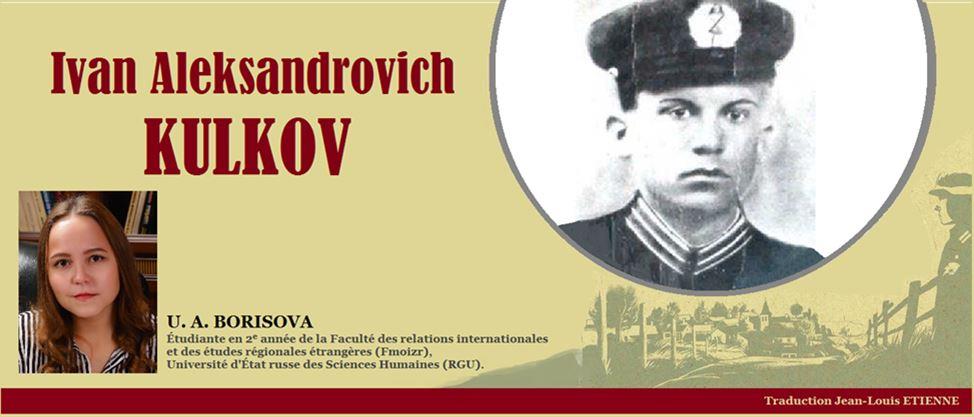 Ivan Aleksandrovich
KULKOV
U. A. BORISOVA
Étudiante en 2e année de la Faculté des relations internationales
et des études régionales étrangères (Fmoizr),
Université d'État russe des Sciences Humaines (RGU).
Traduction Jean-Louis ETIENNE